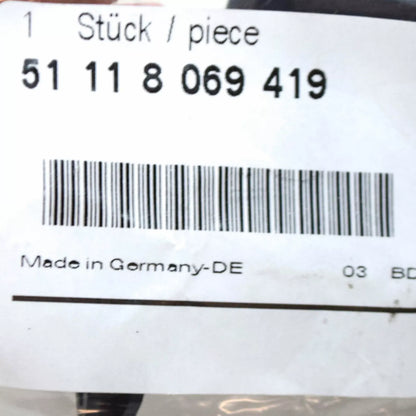 1 Stück / piece
51 11 8 069 419
Made in Germany-DE 03 BD